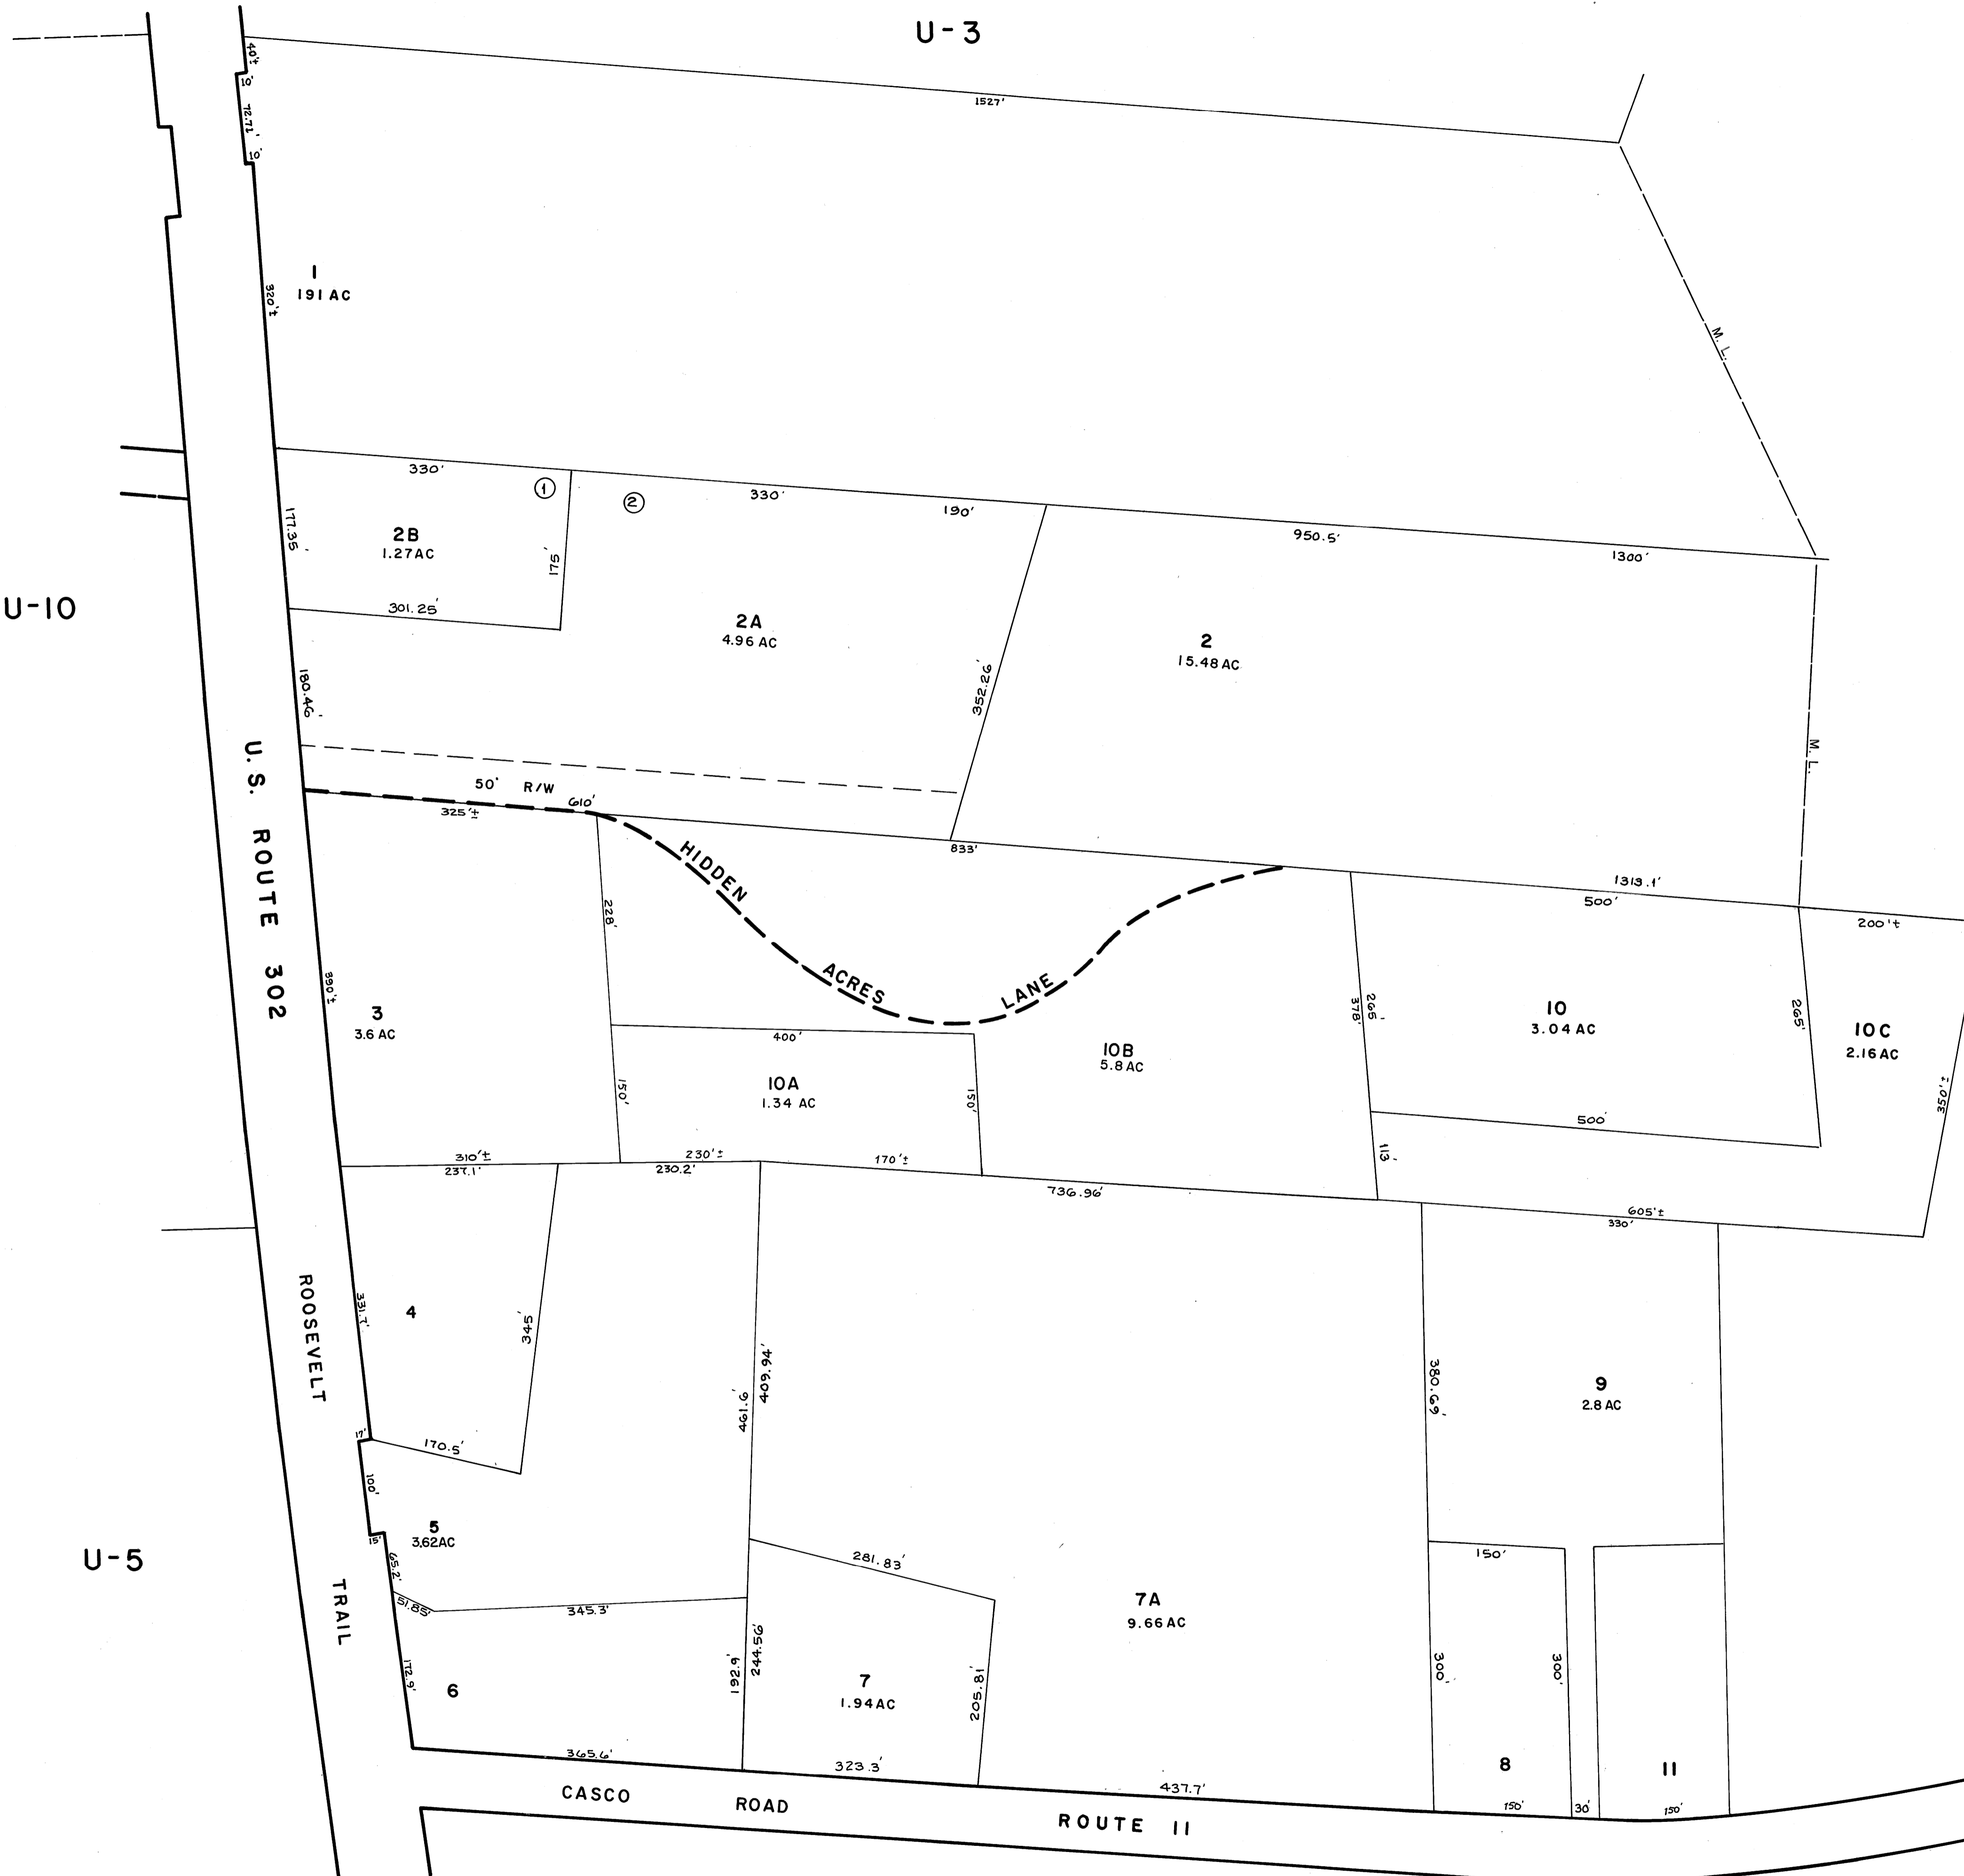 U-3
40'±
10'
72.71'
10'
1527'
1
191 AC
320'±
M. L.
330'
1
2
330'
190'
950.5'
1300'
177.35'
2B
1.27AC
175'
301.25'
U-10
2A
4.96 AC
2
15.48 AC
352.26'
180.46'
M. L.
50' R/W
610'
325'±
833'
1313.1'
500'
200'±
U.S. ROUTE 302
HIDDEN ACRES LANE
228'
390'±
3
3.6 AC
400'
10A
1.34 AC
150'
150'
10B
5.8 AC
378'
265'
10
3.04 AC
265'
10C
2.16 AC
350'±
500'
113'
310'±
237.1'
230'±
230.2'
170'±
736.96'
605'±
330'
ROOSEVELT TRAIL
331.7'
4
345'
461.6'
409.94'
380.69'
9
2.8 AC
17'
170.5'
100'
15'
5
3.62AC
65.2'
51.85'
345.3'
U-5
281.83'
150'
7A
9.66 AC
172.9'
6
192.9'
244.56'
7
1.94AC
205.81'
300'
300'
8
11
365.6'
323.3'
437.7'
150'
30'
150'
CASCO ROAD
ROUTE 11